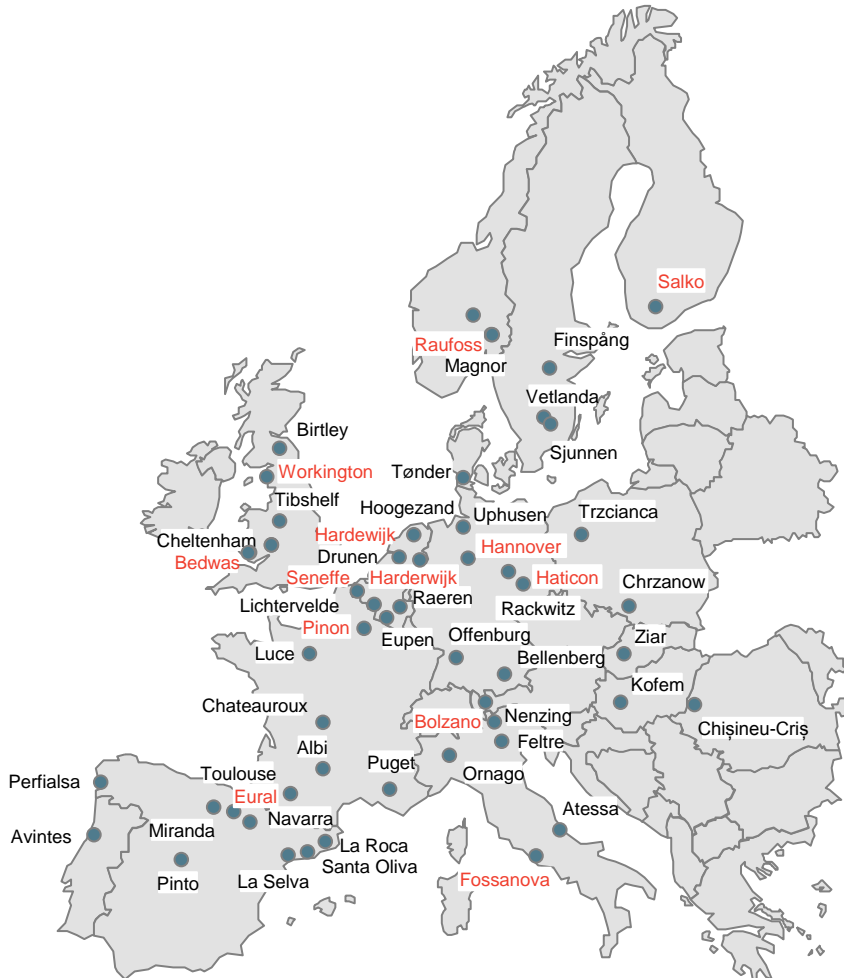 Salko
Finspång
Raufoss
Magnor
Vetlanda
Birtley
Sjunnen
Workington
Tønder
Hoogezand
Uphusen
Trzcianca
Tibshelf
Cheltenham
Hardewijk
Bedwas
Drunen
Hannover
Seneffe
Harderwijk
Haticon
Lichtervelde
Raeren
Rackwitz
Chrzanow
Pinon
Eupen
Offenburg
Ziar
Luce
Bellenberg
Kofem
Chateauroux
Bolzano
Nenzing
Chișineu-Criș
Albi
Feltre
Perfialsa
Toulouse
Puget
Ornago
Eural
Miranda
Navarra
Atessa
Avintes
La Roca
Pinto
La Selva
Santa Oliva
Fossanova